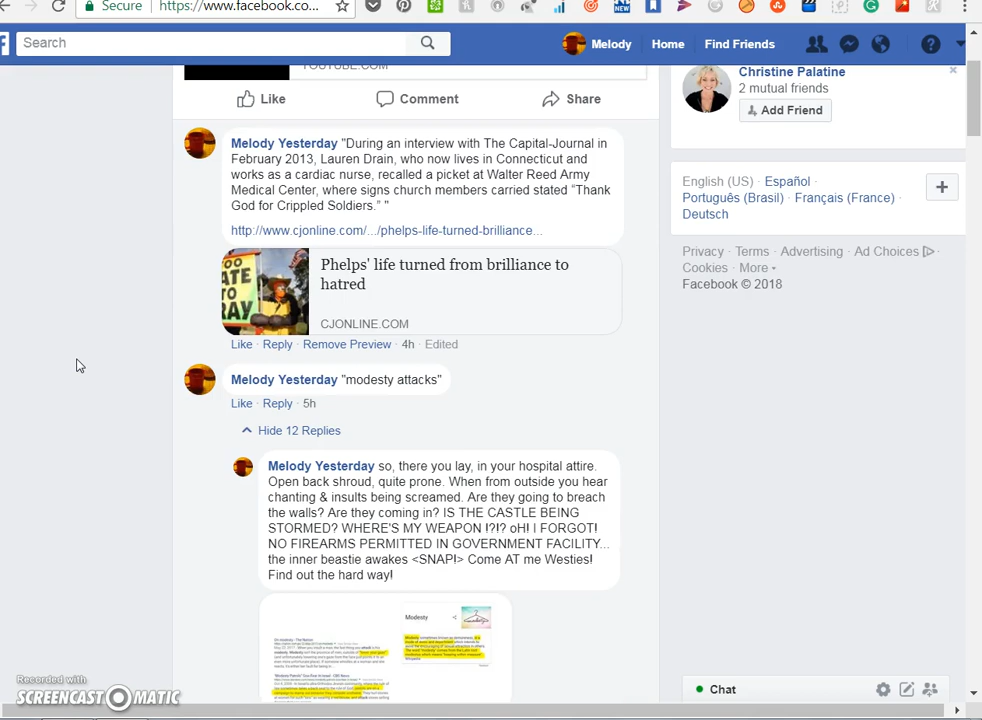 Secure
https://www.facebook.co...
NEW
Search
Melody
Home
Find Friends
YOUTUBE.COM
Like
Comment
Share
Christine Palatine
2 mutual friends
Add Friend
Melody Yesterday "During an interview with The Capital-Journal in
February 2013, Lauren Drain, who now lives in Connecticut and
works as a cardiac nurse, recalled a picket at Walter Reed Army
Medical Center, where signs church members carried stated “Thank
God for Crippled Soldiers.” "
http://www.cjonline.com/.../phelps-life-turned-brilliance...
English (US) · Español ·
Português (Brasil) · Français (France) ·
Deutsch
Privacy · Terms · Advertising · Ad Choices
Cookies · More
Facebook © 2018
Phelps' life turned from brilliance to
hatred
CJONLINE.COM
Like · Reply · Remove Preview · 4h · Edited
Melody Yesterday "modesty attacks"
Like · Reply · 5h
Hide 12 Replies
Melody Yesterday so, there you lay, in your hospital attire.
Open back shroud, quite prone. When from outside you hear
chanting & insults being screamed. Are they going to breach
the walls? Are they coming in? IS THE CASTLE BEING
STORMED? WHERE'S MY WEAPON !?!? oH! I FORGOT!
NO FIREARMS PERMITTED IN GOVERNMENT FACILITY...
the inner beastie awakes <SNAP!> Come AT me Westies!
Find out the hard way!
Modesty
Chat
Recorded with
SCREENCAST-O-MATIC